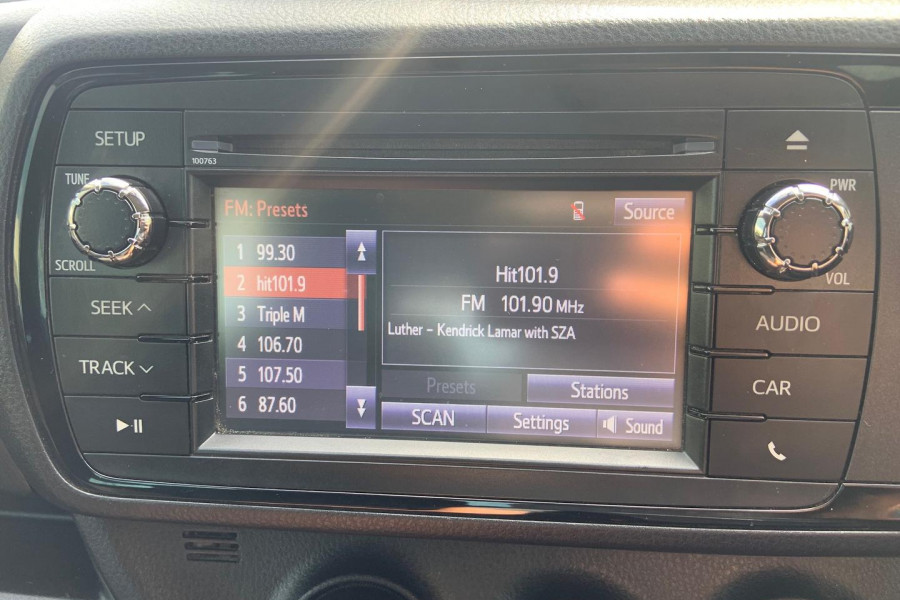 SETUP
100763
TUNE
SCROLL
SEEK
TRACK
FM: Presets
Source
1 99.30
2 hit101.9
3 Triple M
4 106.70
5 107.50
6 87.60
Hit101.9
FM 101.90 MHz
Luther - Kendrick Lamar with SZA
Presets
Stations
SCAN
Settings
Sound
PWR
VOL
AUDIO
CAR